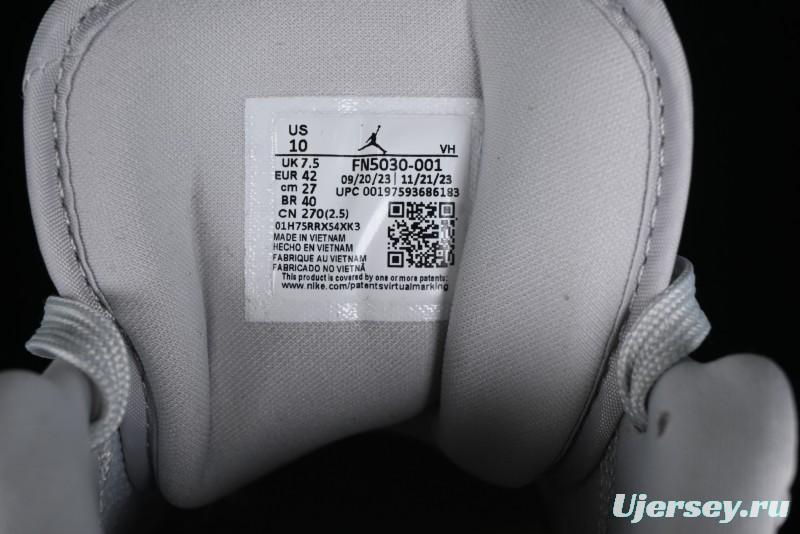 US
10
VH
UK 7.5
EUR 42
cm 27
BR 40
CN 270(2.5)
FN5030-001
09/20/23 | 11/21/23
UPC 00197593686183
01H75RRX54XK3
MADE IN VIETNAM
HECHO EN VIETNAM
FABRIQUE AU VIETNAM
FABRICADO NO VIETNÃ
This product is covered by one or more patents:
www.nike.com/patentsvirtualmarking
Ujersey.ru